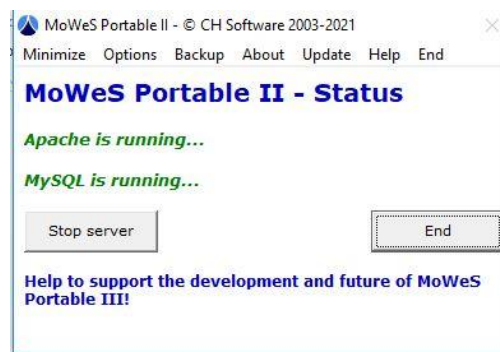 MoWeS Portable II - © CH Software 2003-2021
Minimize Options Backup About Update Help End
MoWeS Portable II - Status
Apache is running...
MySQL is running...
Stop server End
Help to support the development and future of MoWeS
Portable III!